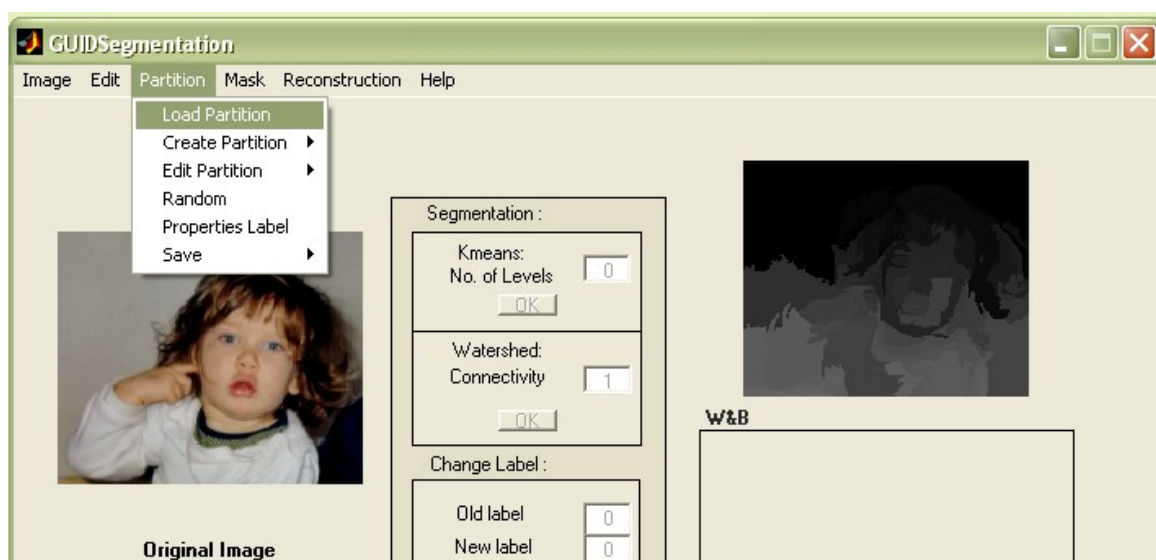 GUIDSegmentation
Image Edit Partition Mask Reconstruction Help
Load Partition
Create Partition
Edit Partition
Random
Properties Label
Save
Original Image
Segmentation :
Kmeans:
No. of Levels 0
OK
Watershed:
Connectivity 1
OK
Change Label :
Old label 0
New label 0
W&B